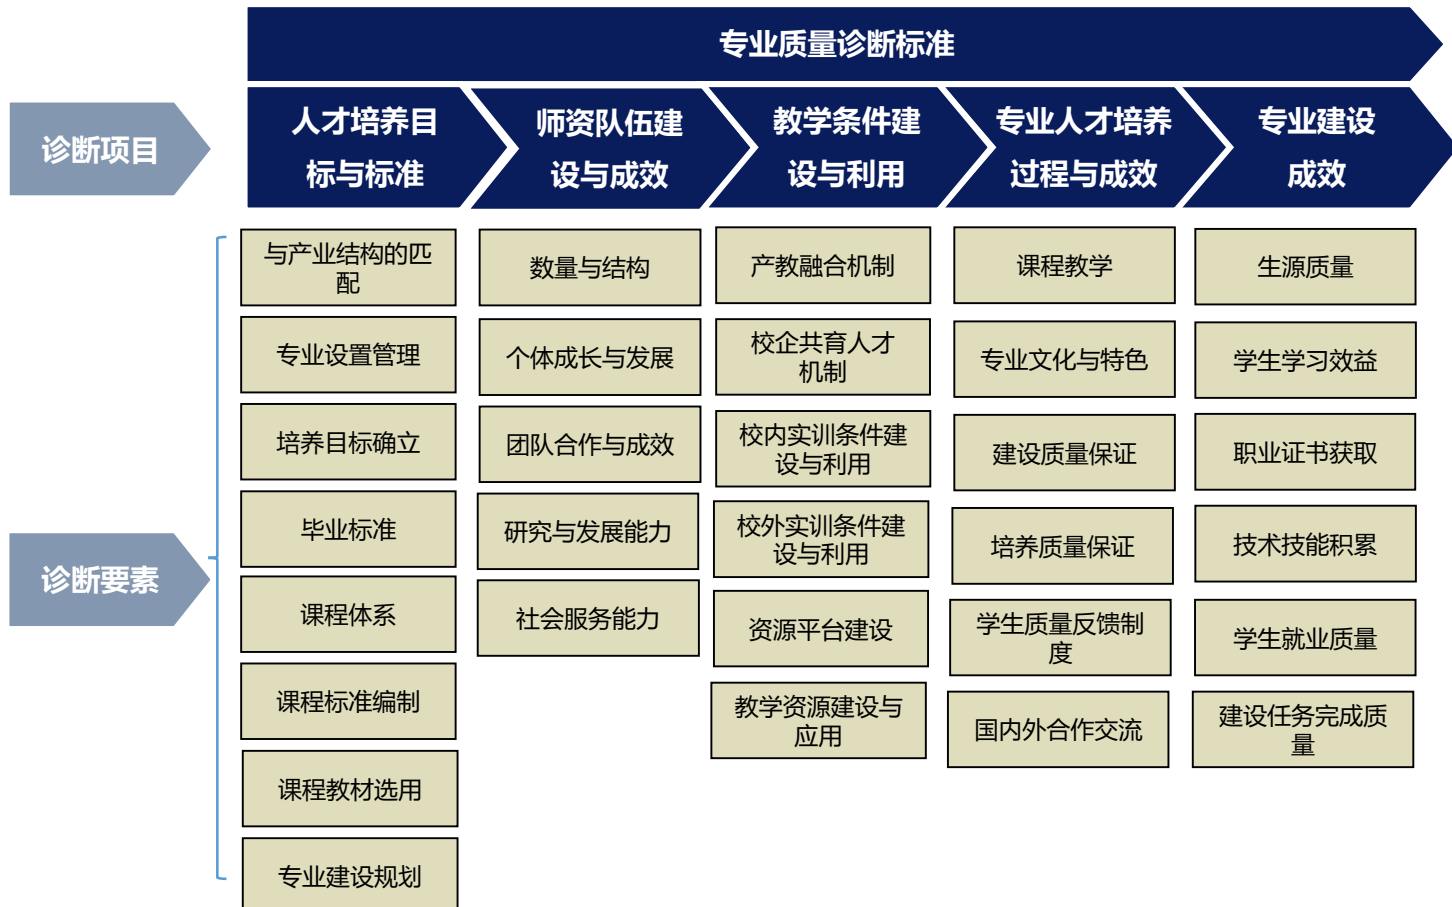 专业质量诊断标准
诊断项目
人才培养目
标与标准
师资队伍建
设与成效
教学条件建
设与利用
专业人才培养
过程与成效
专业建设
成效
诊断要素
与产业结构的匹
配
专业设置管理
培养目标确立
毕业标准
课程体系
课程标准编制
课程教材选用
专业建设规划
数量与结构
个体成长与发展
团队合作与成效
研究与发展能力
社会服务能力
产教融合机制
校企共育人才
机制
校内实训条件建
设与利用
校外实训条件建
设与利用
资源平台建设
教学资源建设与
应用
课程教学
专业文化与特色
建设质量保证
培养质量保证
学生质量反馈制
度
国内外合作交流
生源质量
学生学习效益
职业证书获取
技术技能积累
学生就业质量
建设任务完成质
量